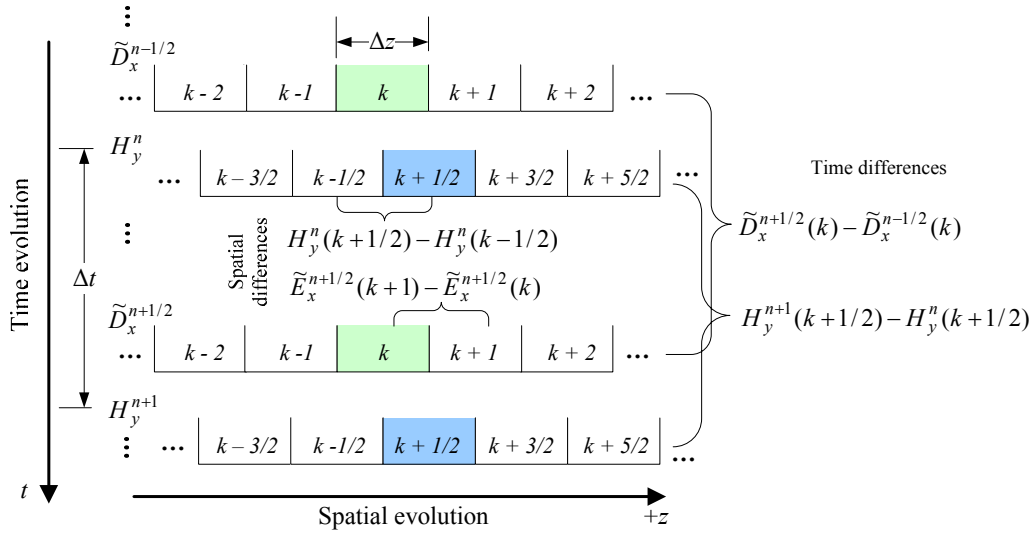 ⋮
D̃_x^{n-1/2}
Δz
... k - 2 k -1 k k + 1 k + 2 ...
H_y^n
... k – 3/2 k -1/2 k + 1/2 k + 3/2 k + 5/2 ...
Time differences
D̃_x^{n+1/2}(k) – D̃_x^{n-1/2}(k)
⋮
Time evolution
Δt
Spatial differences
H_y^n(k+1/2) – H_y^n(k–1/2)
Ẽ_x^{n+1/2}(k+1) – Ẽ_x^{n+1/2}(k)
H_y^{n+1}(k+1/2) – H_y^n(k+1/2)
D̃_x^{n+1/2}
... k - 2 k -1 k k + 1 k + 2 ...
H_y^{n+1}
⋮ ... k – 3/2 k -1/2 k + 1/2 k + 3/2 k + 5/2 ...
t
Spatial evolution +z